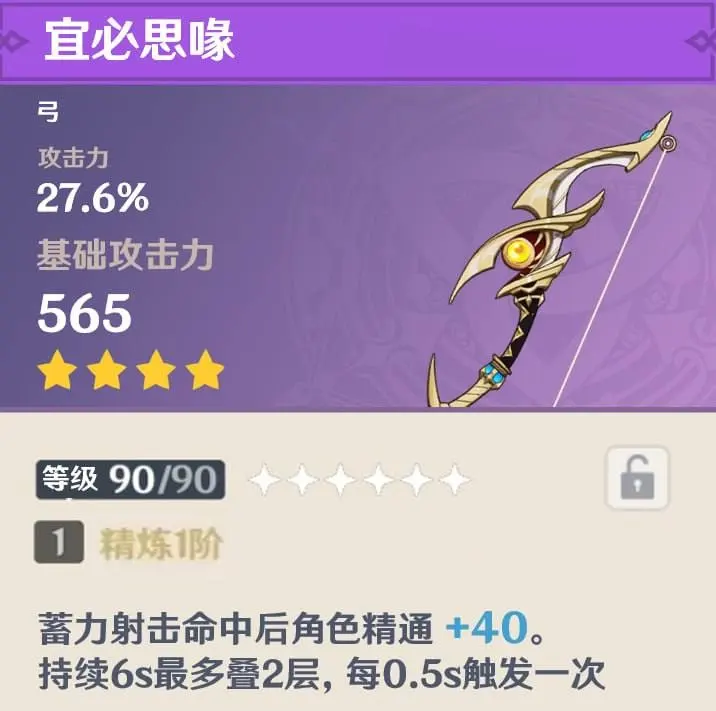 宜必思喙
弓
攻击力
27.6%
基础攻击力
565
等级 90/90
1 精炼1阶
蓄力射击命中后角色精通 +40。
持续6s最多叠2层，每0.5s触发一次